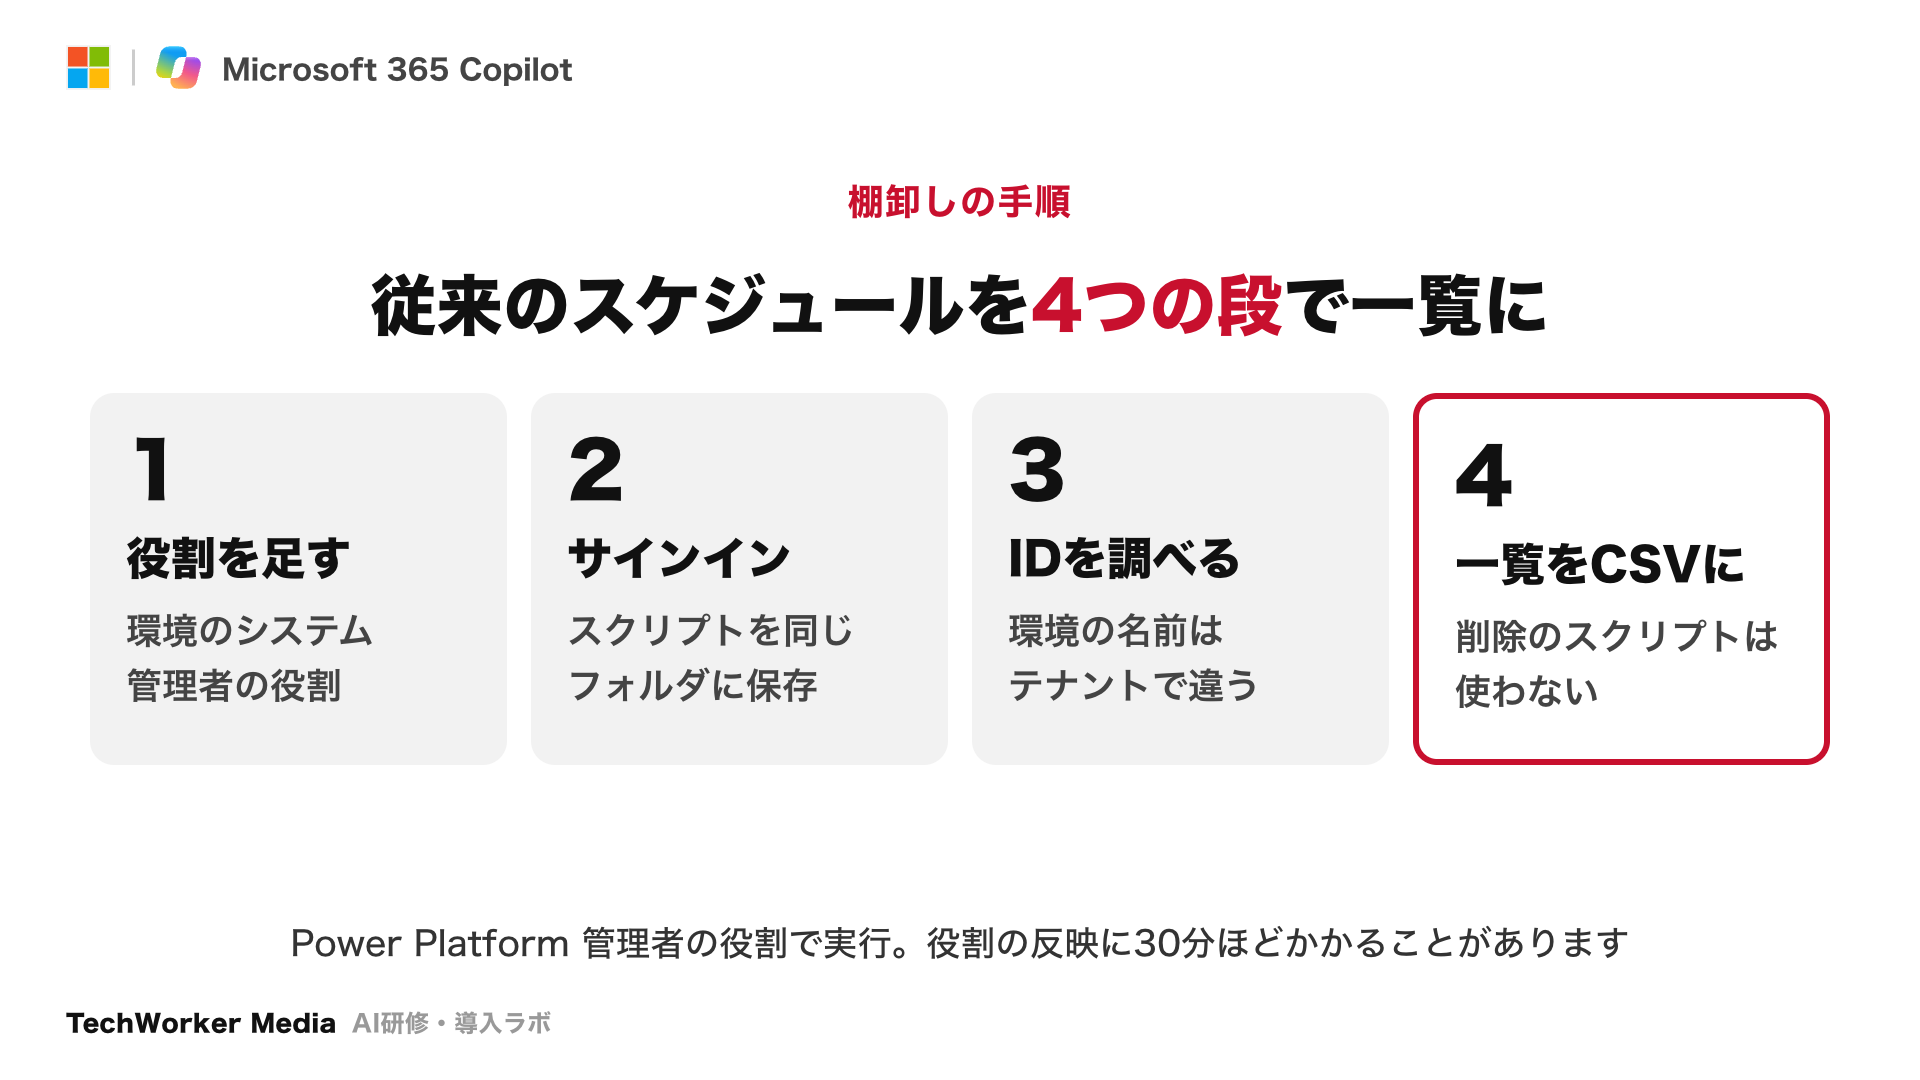 Microsoft 365 Copilot
棚卸しの手順
従来のスケジュールを4つの段で一覧に
1
役割を足す
環境のシステム
管理者の役割
2
サインイン
スクリプトを同じ
フォルダに保存
3
IDを調べる
環境の名前は
テナントで違う
4
一覧をCSVに
削除のスクリプトは
使わない
Power Platform 管理者の役割で実行。役割の反映に30分ほどかかることがあります
TechWorker Media AI研修・導入ラボ